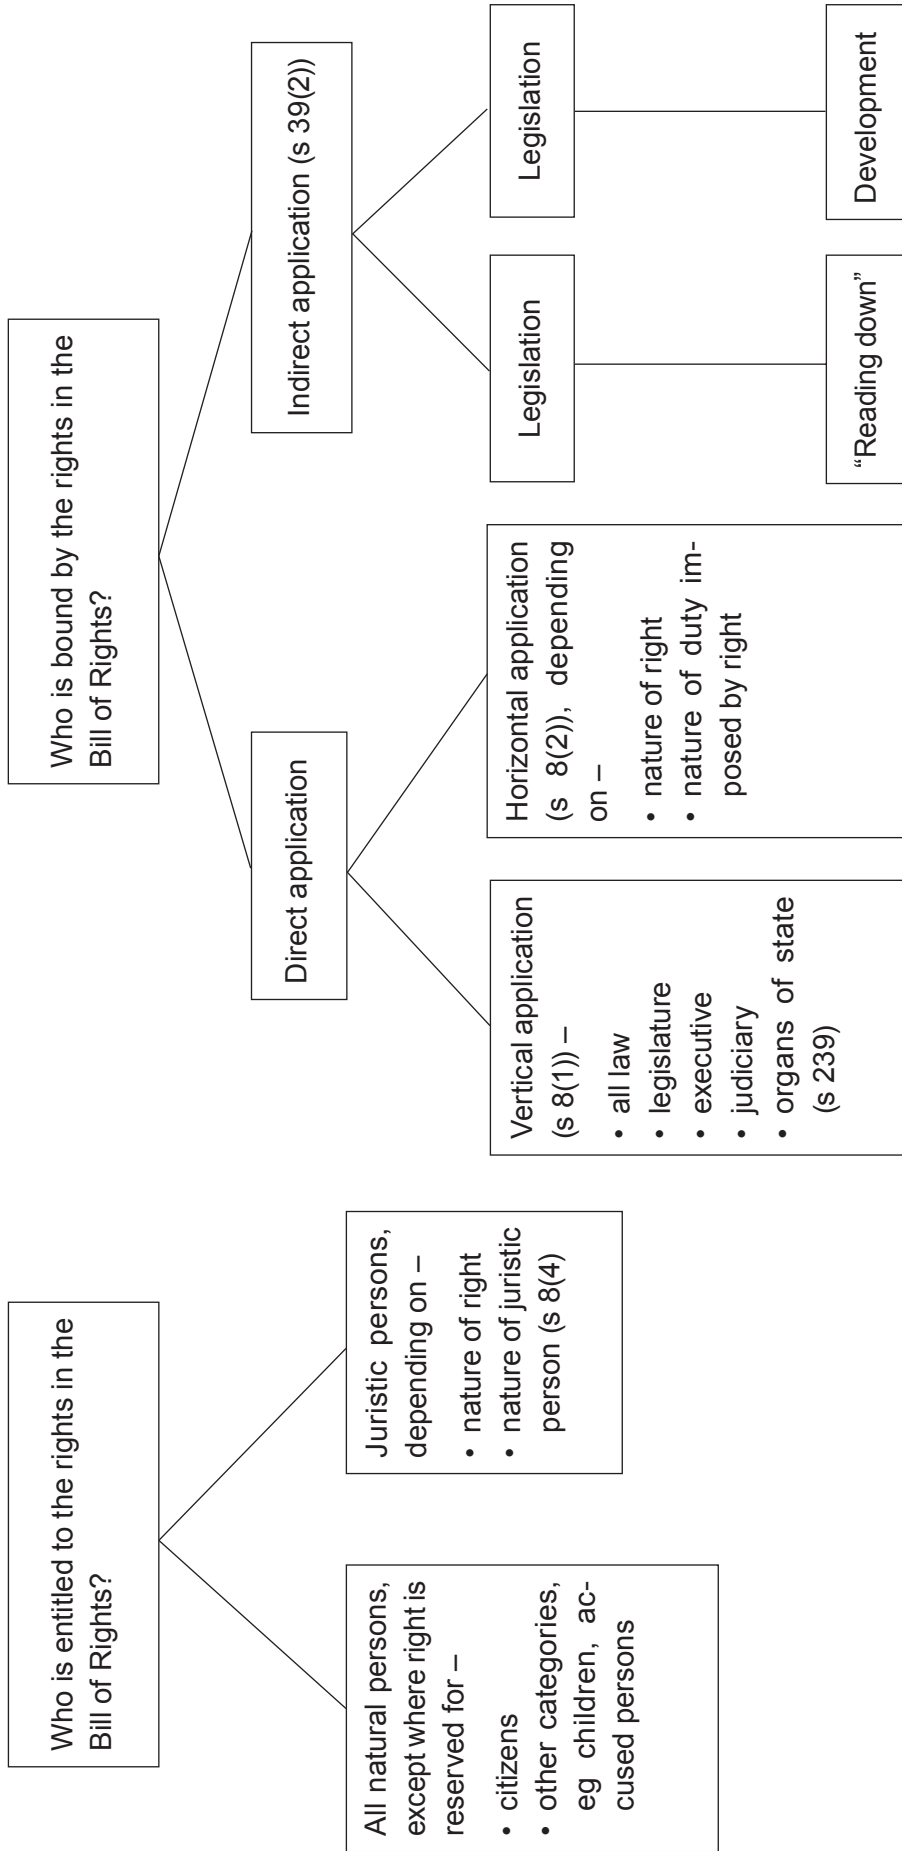 Who is entitled to the rights in the
Bill of Rights?
All natural persons,
except where right is
reserved for –
• citizens
• other categories,
eg children, ac-
cused persons
Juristic persons,
depending on –
• nature of right
• nature of juristic
person (s 8(4)
Who is bound by the rights in the
Bill of Rights?
Direct application
Vertical application
(s 8(1)) –
• all law
• legislature
• executive
• judiciary
• organs of state
(s 239)
Horizontal application
(s 8(2)), depending
on –
• nature of right
• nature of duty im-
posed by right
Indirect application (s 39(2))
Legislation
“Reading down”
Legislation
Development